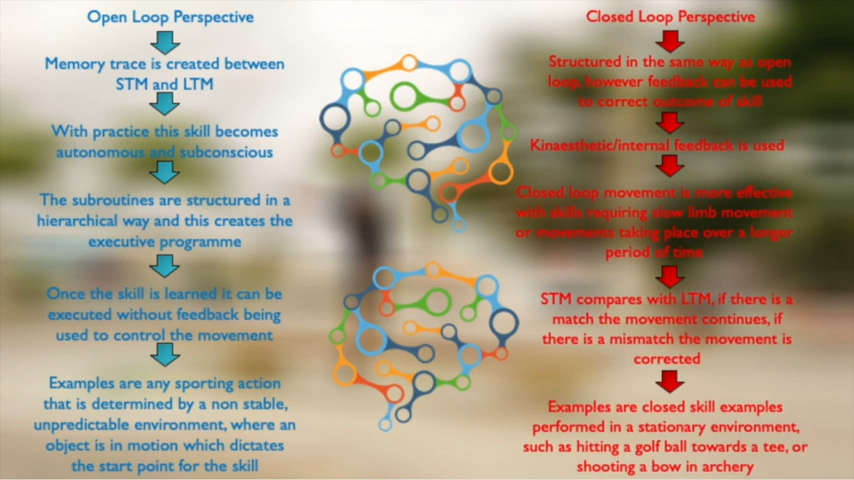 Open Loop Perspective
Memory trace is created between
STM and LTM
With practice this skill becomes
autonomous and subconscious
The subroutines are structured in a
hierarchical way and this creates the
executive programme
Once the skill is learned it can be
executed without feedback being
used to control the movement
Examples are any sporting action
that is determined by a non stable,
unpredictable environment, where an
object is in motion which dictates
the start point for the skill
Closed Loop Perspective
Structured in the same way as open
loop, however feedback can be used
to correct outcome of skill
Kinaesthetic/internal feedback is used
Closed loop movement is more effective
with skills requiring slow limb movement
or movements taking place over a longer
period of time
STM compares with LTM, if there is a
match the movement continues, if
there is a mismatch the movement is
corrected
Examples are closed skill examples
performed in a stationary environment,
such as hitting a golf ball towards a tee, or
shooting a bow in archery